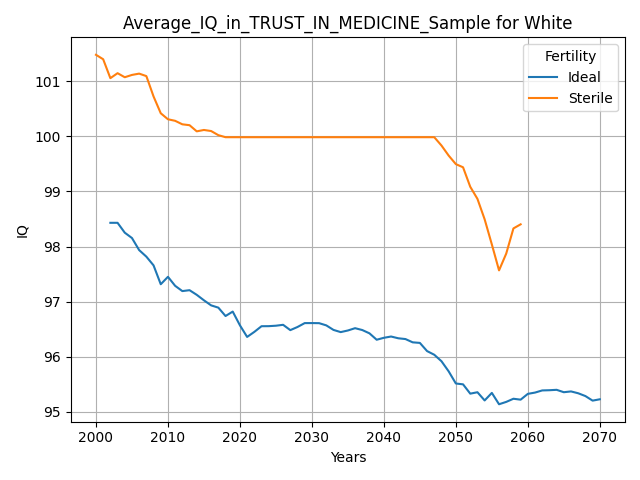 Average_IQ_in_TRUST_IN_MEDICINE_Sample for White
Fertility
Ideal
Sterile
IQ
101
100
99
98
97
96
95
2000 2010 2020 2030 2040 2050 2060 2070
Years